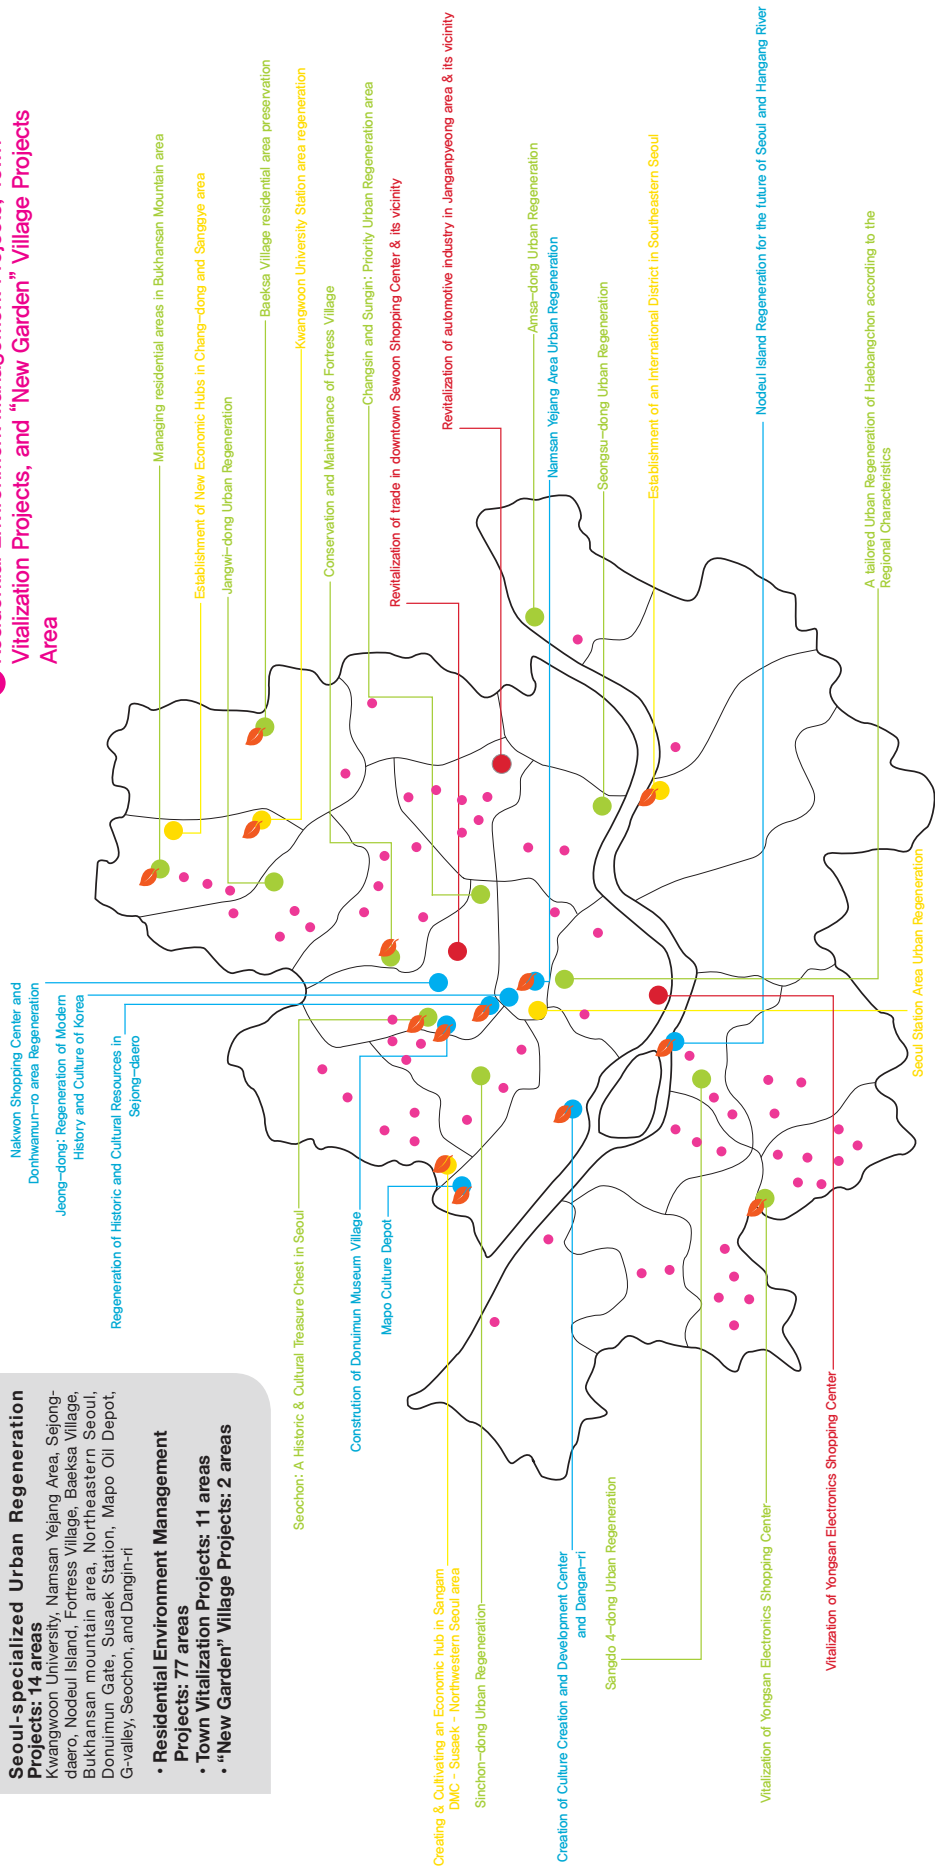 Seoul-specialized Urban Regeneration
Projects: 14 areas
Kwangwoon University, Namsan Yejang Area, Sejong-
daero, Nodeul Island, Fortress Village, Baeksa Village,
Bukhansan mountain area, Northeastern Seoul,
Donuimun Gate, Susaek Station, Mapo Oil Depot,
G-valley, Seochon, and Dangin-ri
• Residential Environment Management
Projects: 77 areas
• Town Vitalization Projects: 11 areas
• “New Garden” Village Projects: 2 areas
Residential Environment Management Projects, Town
Vitalization Projects, and “New Garden” Village Projects
Area
Nakwon Shopping Center and
Donhwamun-ro area Regeneration
Jeong-dong: Regeneration of Modern
History and Culture of Korea
Regeneration of Historic and Cultural Resources in
Sejong-daero
Seochon: A Historic & Cultural Treasure Chest in Seoul
Constrution of Donuimun Museum Village
Mapo Culture Depot
Creating & Cultivating an Economic hub in Sangam
DMC - Susaek - Northwestern Seoul area
Sinchon-dong Urban Regeneration
Creation of Culture Creation and Development Center
and Dangan-ri
Sangdo 4-dong Urban Regeneration
Vitalization of Yongsan Electronics Shopping Center
Vitalization of Yongsan Electronics Shopping Center
Managing residential areas in Bukhansan Mountain area
Establishment of New Economic Hubs in Chang-dong and Sanggye area
Jangwi-dong Urban Regeneration
Baeksa Village residential area preservation
Kwangwoon University Station area regeneration
Conservation and Maintenance of Fortress Village
Changsin and Sungin: Priority Urban Regeneration area
Revitalization of trade in downtown Sewoon Shopping Center & its vicinity
Revitalization of automotive industry in Janganpyeong area & its vicinity
Amsa-dong Urban Regeneration
Namsan Yejang Area Urban Regeneration
Seongsu-dong Urban Regeneration
Establishment of an International District in Southeastern Seoul
Nodeul Island Regeneration for the future of Seoul and Hangang River
A tailored Urban Regeneration of Haebangchon according to the
Regional Characteristics
Seoul Station Area Urban Regeneration